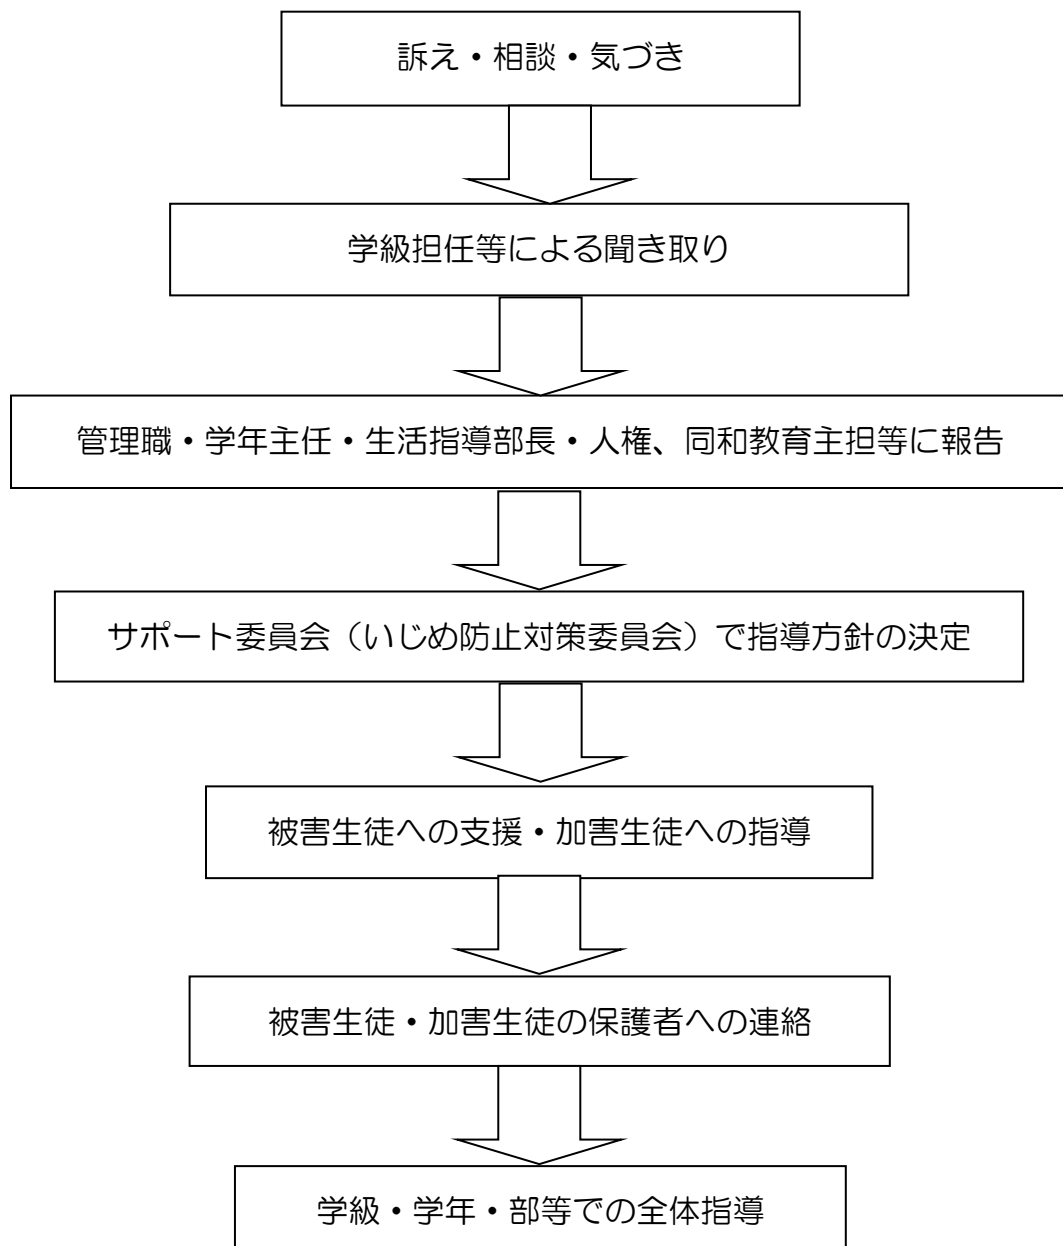 訴え・相談・気づき
学級担任等による聞き取り
管理職・学年主任・生活指導部長・人権、同和教育主担等に報告
サポート委員会（いじめ防止対策委員会）で指導方針の決定
被害生徒への支援・加害生徒への指導
被害生徒・加害生徒の保護者への連絡
学級・学年・部等での全体指導